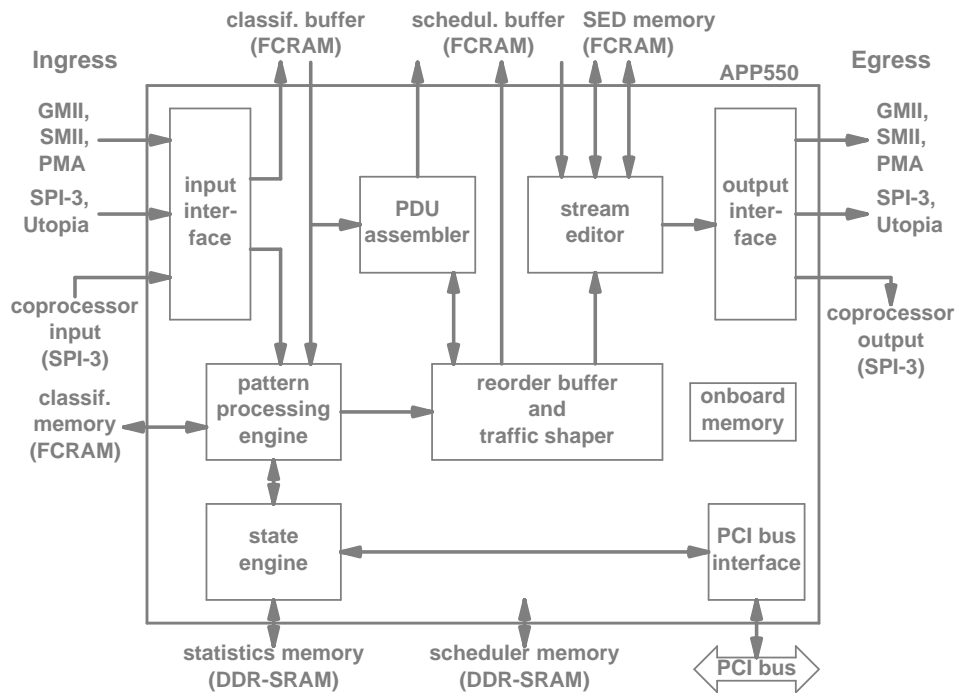 classif. buffer
(FCRAM)
schedul. buffer
(FCRAM)
SED memory
(FCRAM)
Ingress
Egress
APP550
GMII,
SMII,
PMA
SPI-3,
Utopia
coprocessor
input
(SPI-3)
classif.
memory
(FCRAM)
input
inter-
face
PDU
assembler
stream
editor
output
inter-
face
GMII,
SMII,
PMA
SPI-3,
Utopia
coprocessor
output
(SPI-3)
pattern
processing
engine
reorder buffer
and
traffic shaper
onboard
memory
state
engine
PCI bus
interface
statistics memory
(DDR-SRAM)
scheduler memory
(DDR-SRAM)
PCI bus